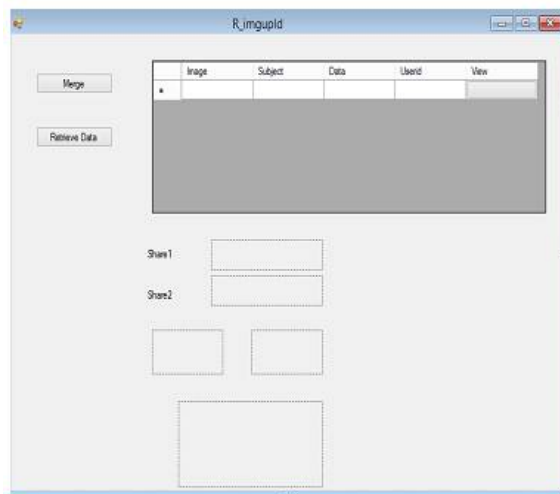 R_imgupld
Merge
Retrieve Data
Image Subject Data Userid View
Share1
Share2